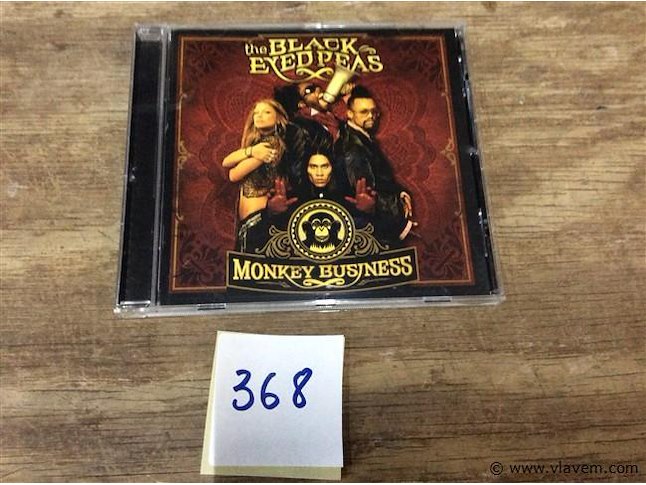 the BLACK
EYED PEAS
MONKEY BUSINESS
368
© www.vlavem.com